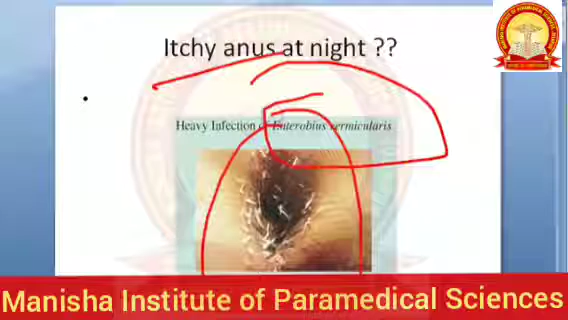 Itchy anus at night ??
Heavy Infection of Enterobius vermicularis
Manisha Institute of Paramedical Sciences